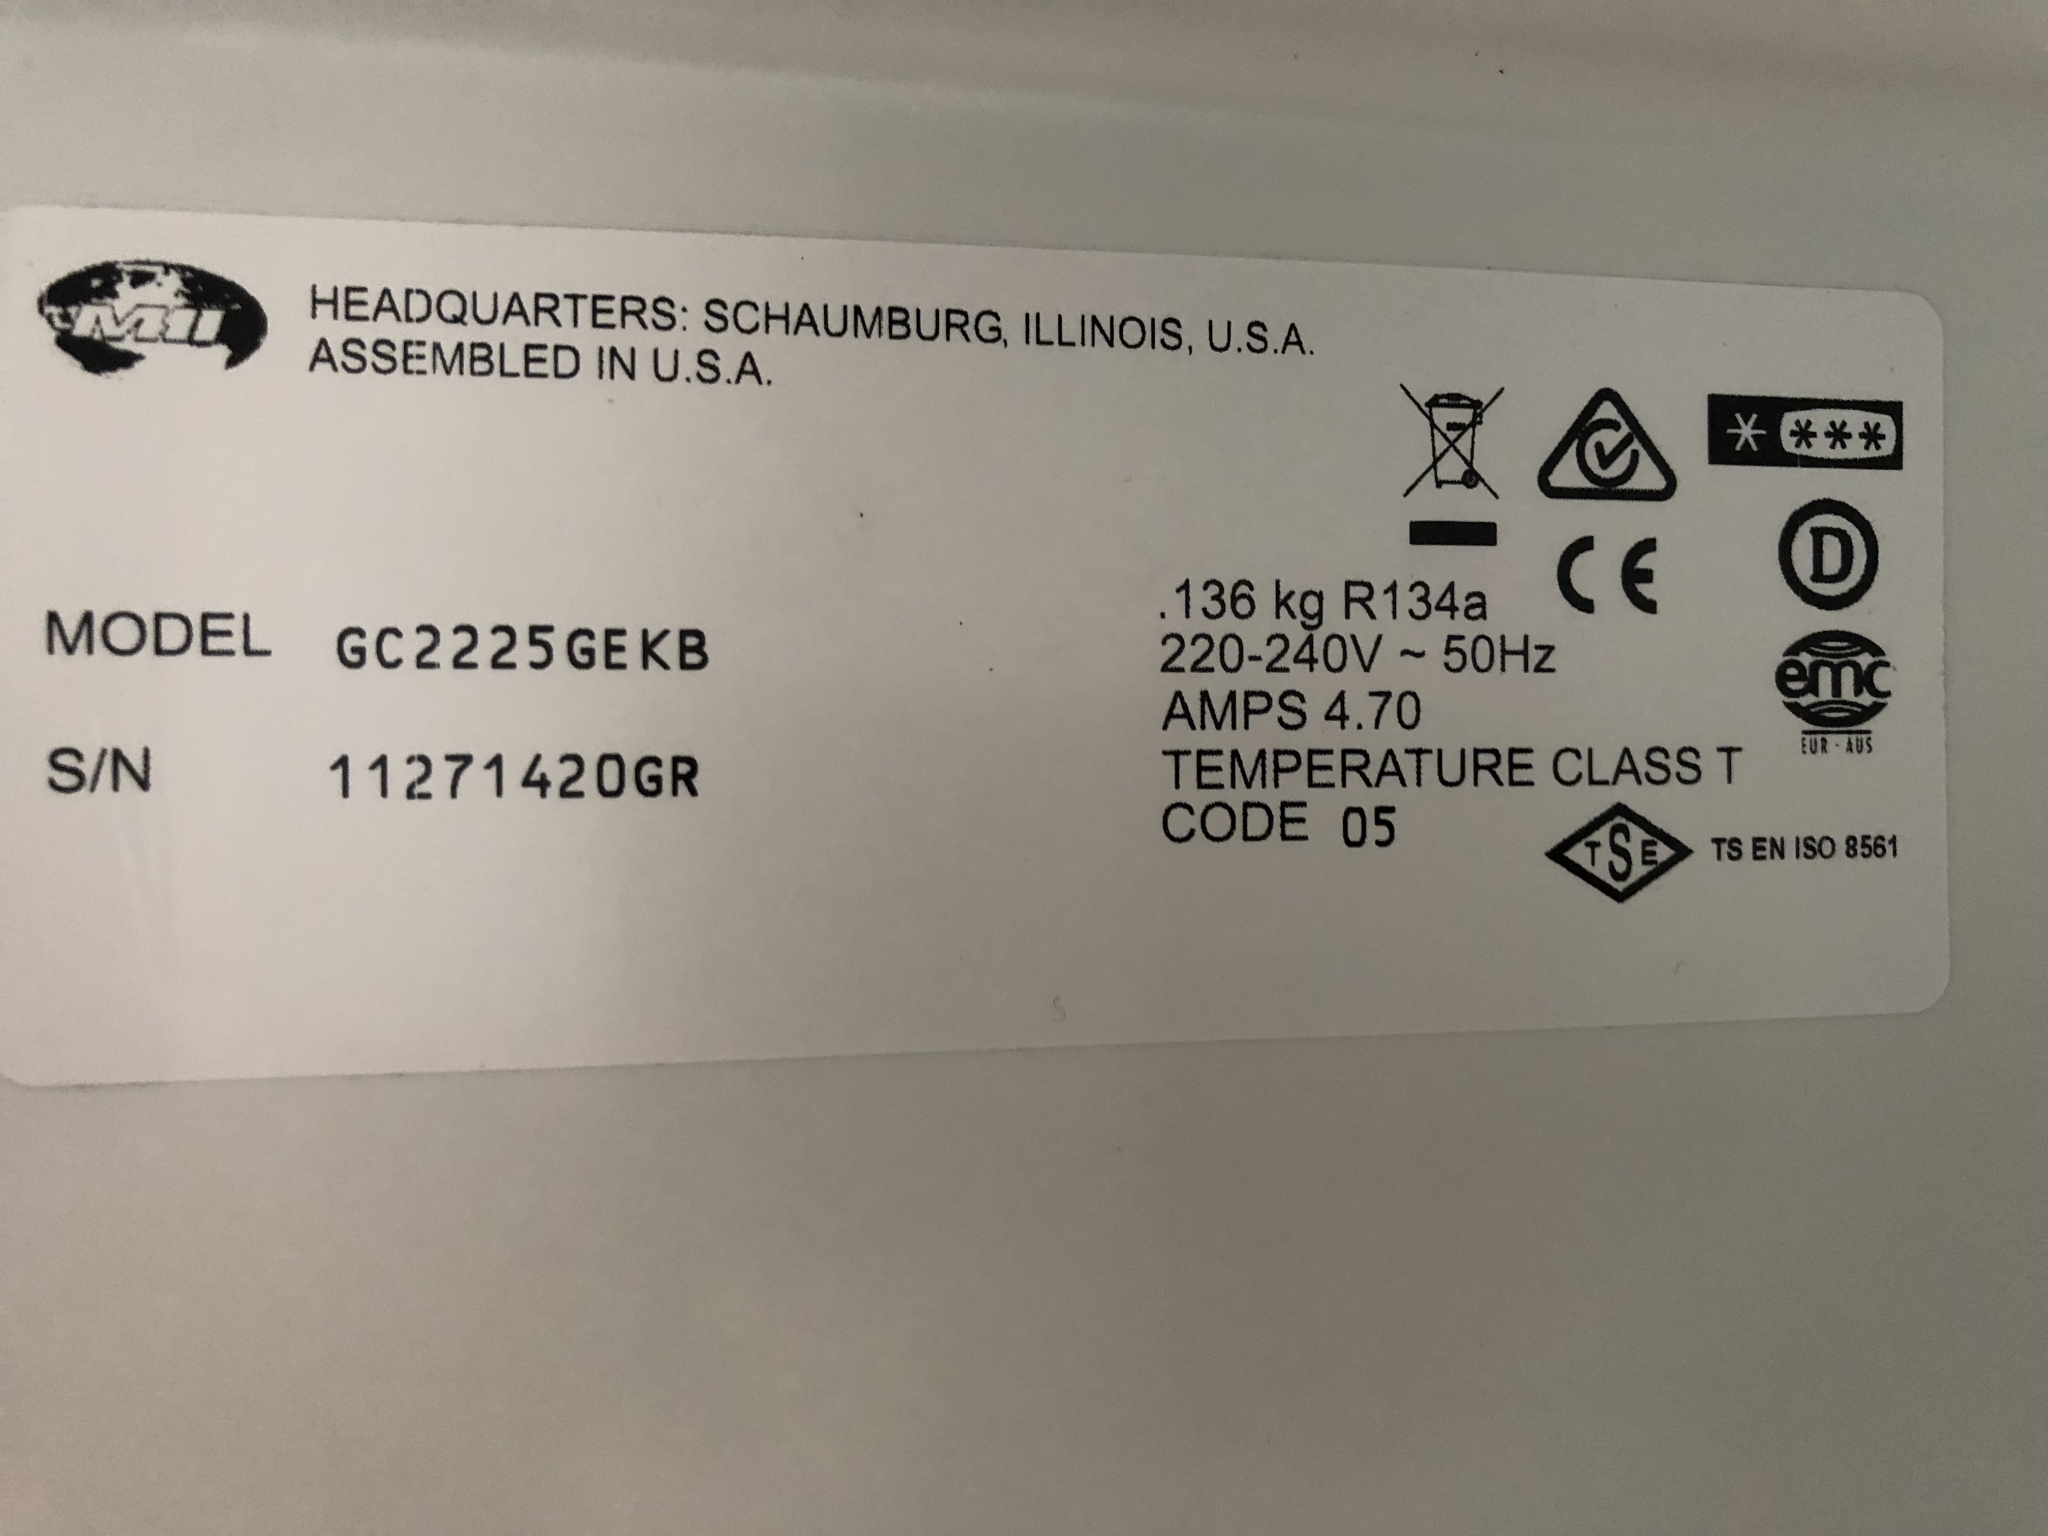 MII
HEADQUARTERS: SCHAUMBURG, ILLINOIS, U.S.A.
ASSEMBLED IN U.S.A.
* ***
D
CE
MODEL GC2225GEKB
S/N 11271420GR
.136 kg R134a
220-240V ~ 50Hz
AMPS 4.70
TEMPERATURE CLASS T
CODE 05
emc
EUR - AUS
TSE
TS EN ISO 8561